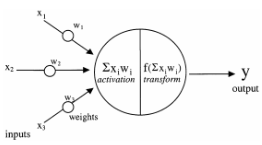 x₁
w₁
x₂
w₂
Σxᵢwᵢ
activation
f(Σxᵢwᵢ)
transform
y
output
w₃
weights
x₃
inputs